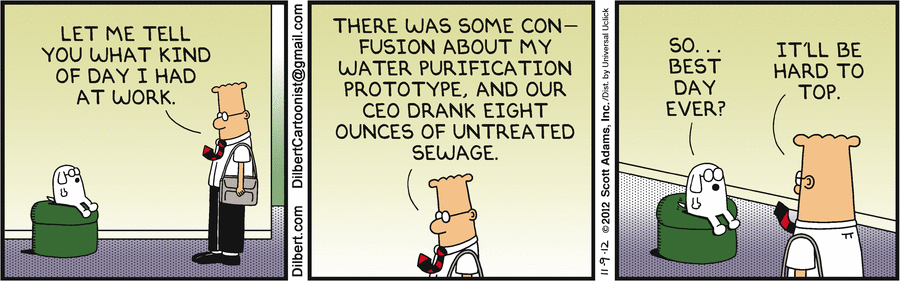 LET ME TELL
YOU WHAT KIND
OF DAY I HAD
AT WORK.
Dilbert.com DilbertCartoonist@gmail.com
THERE WAS SOME CON-
FUSION ABOUT MY
WATER PURIFICATION
PROTOTYPE, AND OUR
CEO DRANK EIGHT
OUNCES OF UNTREATED
SEWAGE.
11-9-12 ©2012 Scott Adams, Inc./Dist. by Universal Uclick
SO...
BEST
DAY
EVER?
IT'LL BE
HARD TO
TOP.